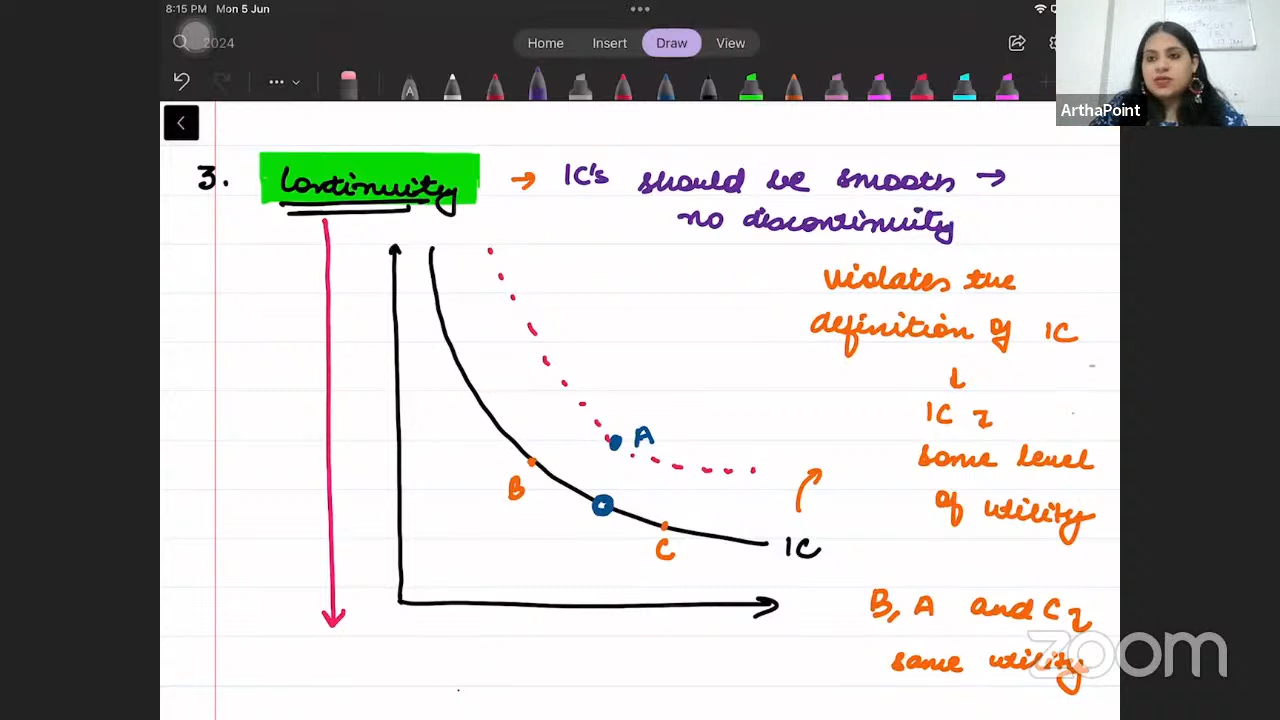 8:15 PM Mon 5 Jun
2024
Home Insert Draw View
ArthaPoint
3. Continuity → IC's should be smooth →
no discontinuity
violates the
definition of IC
↓
IC
same level
of utility
A
B
C
IC
B, A and C
same utility
zoom